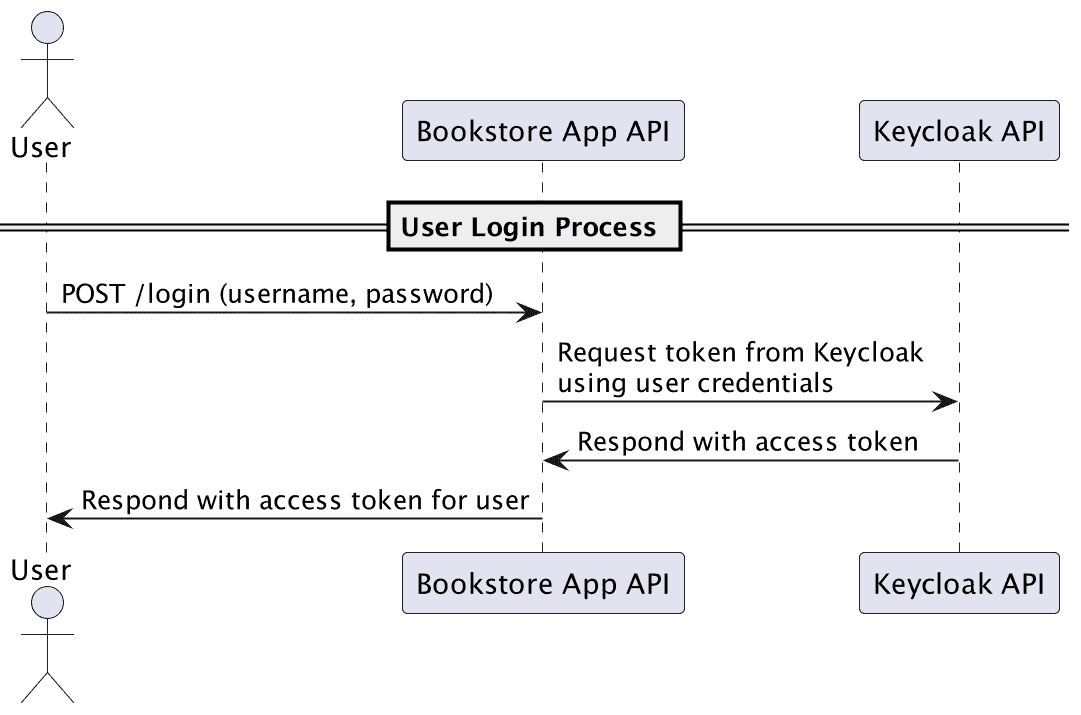 User
Bookstore App API
Keycloak API
User Login Process
POST /login (username, password)
Request token from Keycloak
using user credentials
Respond with access token
Respond with access token for user
User
Bookstore App API
Keycloak API